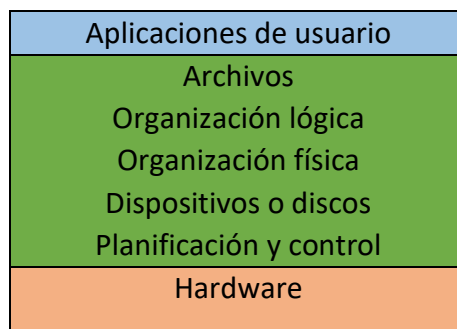 Aplicaciones de usuario
Archivos
Organización lógica
Organización física
Dispositivos o discos
Planificación y control
Hardware